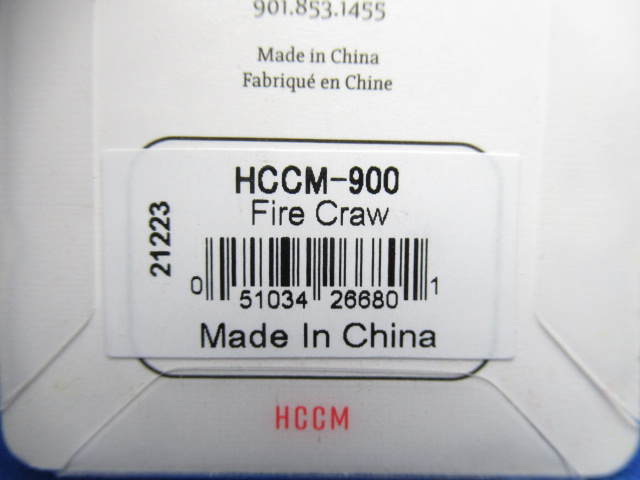 901.853.1455
Made in China
Fabriqué en Chine
HCCM-900
Fire Craw
21223
0 51034 26680 1
Made In China
HCCM